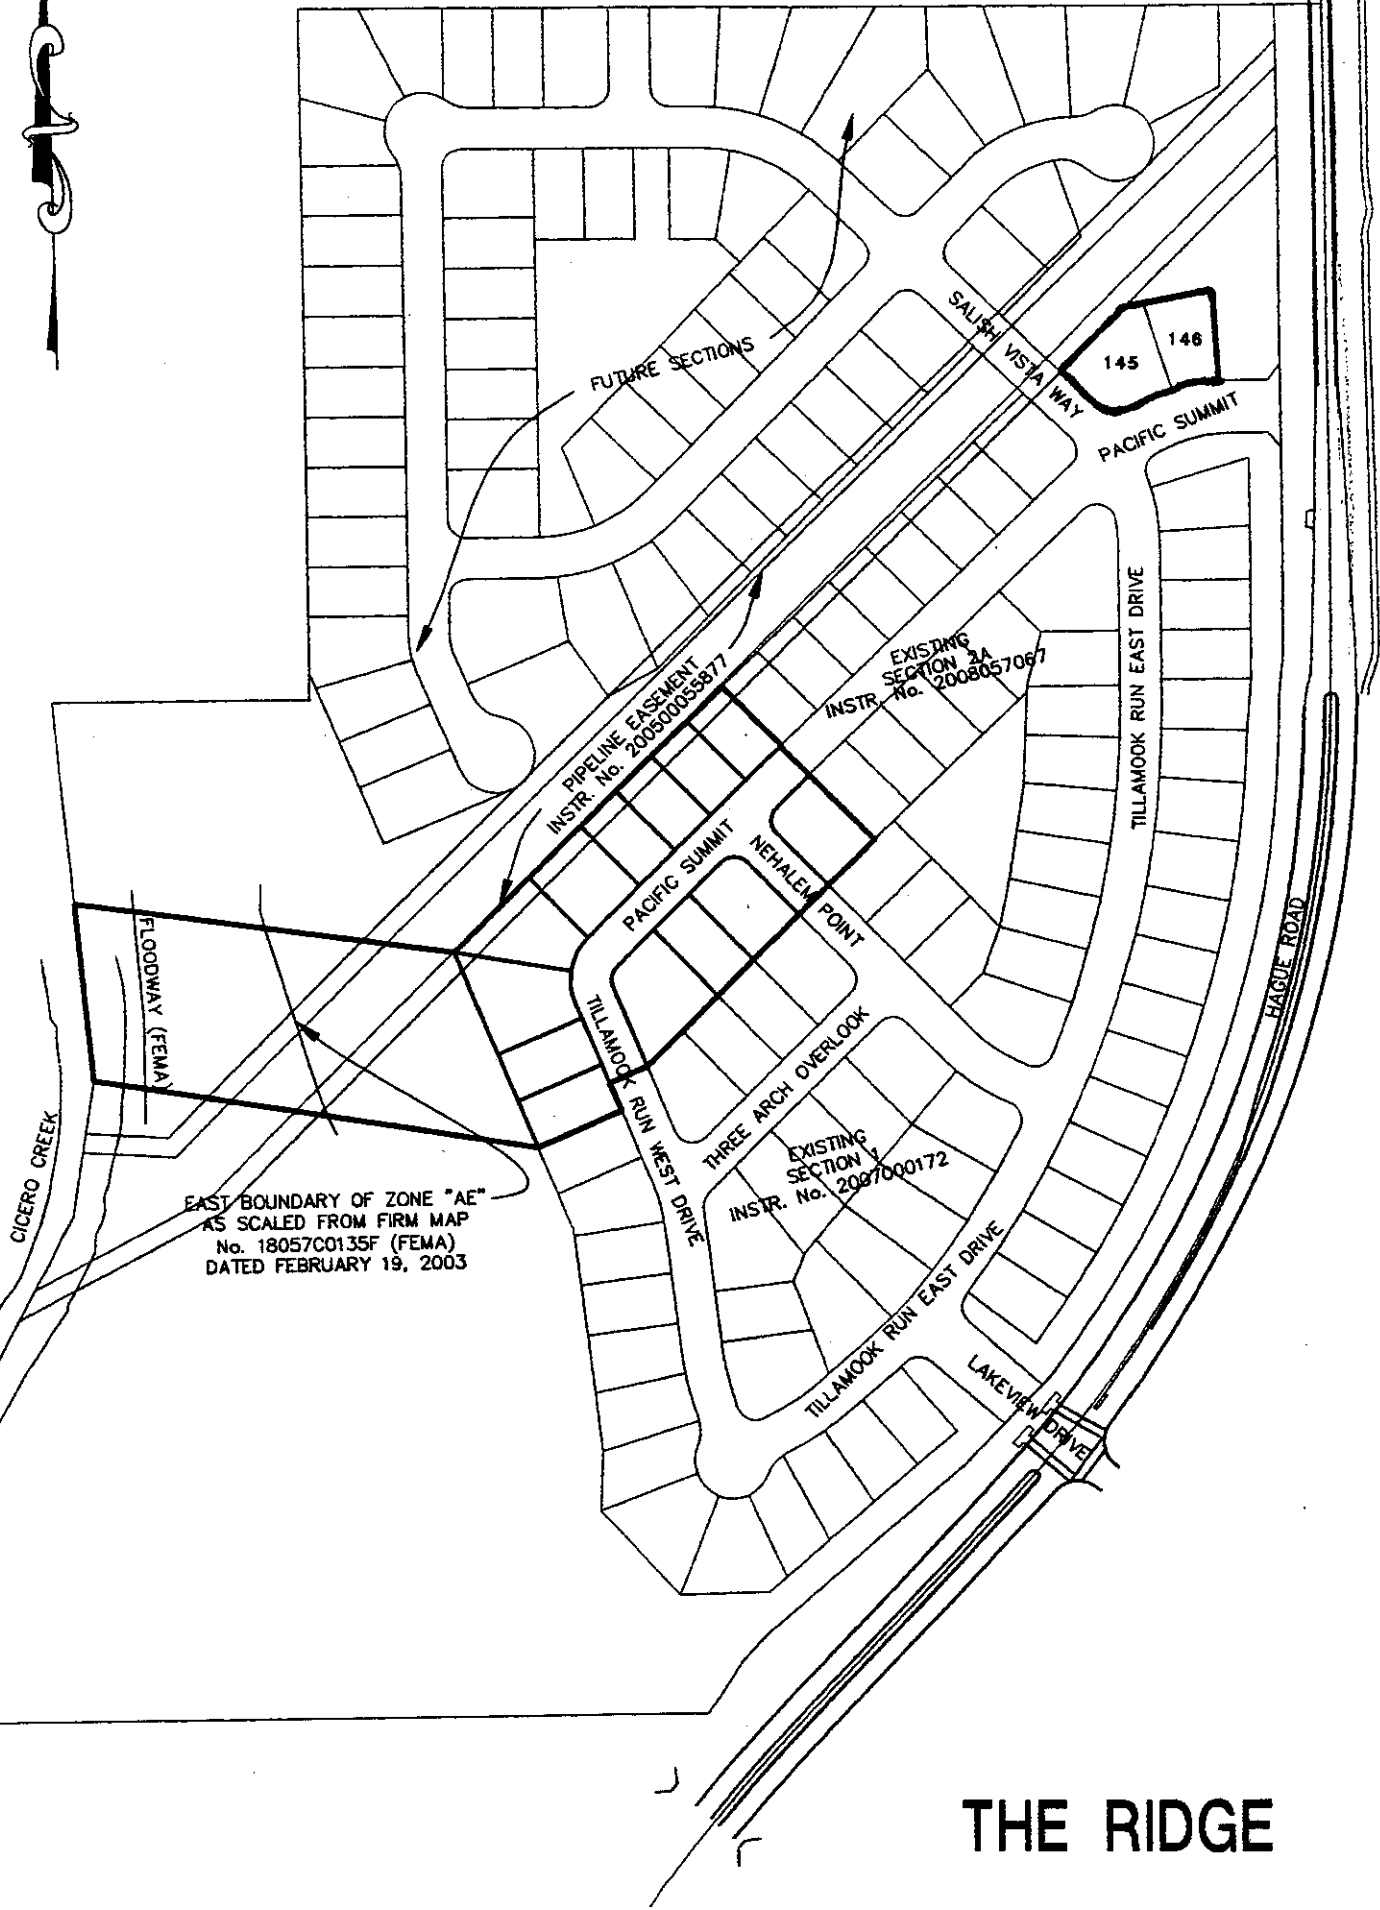 SALISH VISTA WAY
145
146
PACIFIC SUMMIT
FUTURE SECTIONS
TILLAMOOK RUN EAST DRIVE
EXISTING
SECTION 2A
INSTR. No. 2008057067
PIPELINE EASEMENT
INSTR. No. 200500055877
PACIFIC SUMMIT
NEHALEM POINT
HAGUE ROAD
FLOODWAY (FEMA)
TILLAMOOK RUN WEST DRIVE
THREE ARCH OVERLOOK
CICERO CREEK
EXISTING
SECTION 1
INSTR. No. 2007000172
EAST BOUNDARY OF ZONE "AE"
AS SCALED FROM FIRM MAP
No. 18057C0135F (FEMA)
DATED FEBRUARY 19, 2003
TILLAMOOK RUN EAST DRIVE
LAKEVIEW DRIVE
THE RIDGE